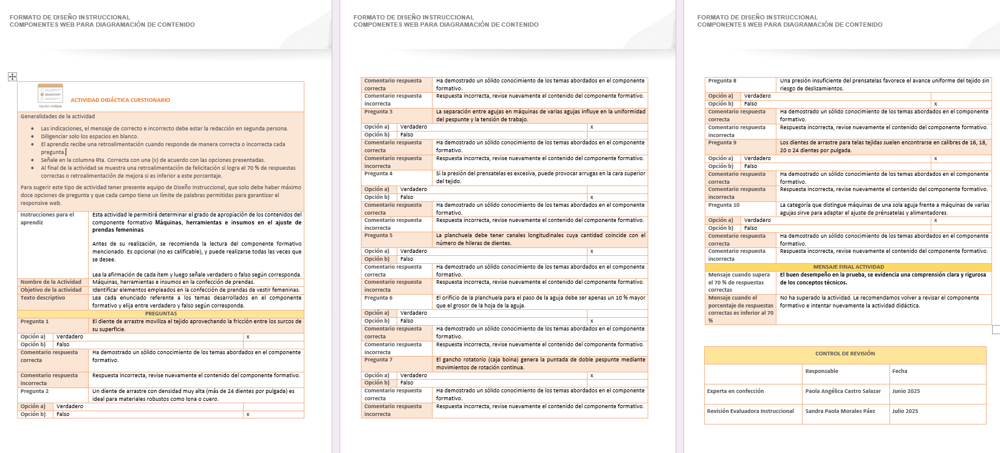 FORMATO DE DISEÑO INSTRUCCIONAL
COMPONENTES WEB PARA DIAGRAMACIÓN DE CONTENIDO
Opción múltiple
ACTIVIDAD DIDÁCTICA CUESTIONARIO
Generalidades de la actividad
• Las indicaciones, el mensaje de correcto e incorrecto debe estar la redacción en segunda persona.
• Diligenciar solo los espacios en blanco.
• El aprendiz recibe una retroalimentación cuando responde de manera correcta o incorrecta cada
pregunta.
• Señale en la columna Rta. Correcta con una (x) de acuerdo con las opciones presentadas.
• Al final de la actividad se muestra una retroalimentación de felicitación si logra el 70 % de respuestas
correctas o retroalimentación de mejora si es inferior a este porcentaje.
Para sugerir este tipo de actividad tener presente equipo de Diseño Instruccional, que solo debe haber máximo
doce opciones de pregunta y que cada campo tiene un límite de palabras permitidas para garantizar el
responsive web.
Instrucciones para el
aprendiz
Esta actividad le permitirá determinar el grado de apropiación de los contenidos del
componente formativo Máquinas, herramientas e insumos en el ajuste de
prendas femeninas
Antes de su realización, se recomienda la lectura del componente formativo
mencionado. Es opcional (no es calificable), y puede realizarse todas las veces que
se desee.
Lea la afirmación de cada ítem y luego señale verdadero o falso según corresponda.
Nombre de la Actividad Máquinas, herramientas e insumos en la confección de prendas.
Objetivo de la actividad Identificar elementos empleados en la confección de prendas de vestir femeninas.
Texto descriptivo Lea cada enunciado referente a los temas desarrollados en el componente
formativo y elija entre verdadero y falso según corresponda.
PREGUNTAS
Pregunta 1 El diente de arrastre moviliza el tejido aprovechando la fricción entre los surcos de
su superficie.
Opción a) Verdadero x
Opción b) Falso
Comentario respuesta
correcta
Ha demostrado un sólido conocimiento de los temas abordados en el componente
formativo.
Comentario respuesta
incorrecta
Respuesta incorrecta, revise nuevamente el contenido del componente formativo.
Pregunta 2 Un diente de arrastre con densidad muy alta (más de 24 dientes por pulgada) es
ideal para materiales robustos como lona o cuero.
Opción a) Verdadero
Opción b) Falso x
FORMATO DE DISEÑO INSTRUCCIONAL
COMPONENTES WEB PARA DIAGRAMACIÓN DE CONTENIDO
Comentario respuesta
correcta
Ha demostrado un sólido conocimiento de los temas abordados en el componente
formativo.
Comentario respuesta
incorrecta
Respuesta incorrecta, revise nuevamente el contenido del componente formativo.
Pregunta 3 La separación entre agujas en máquinas de varias agujas influye en la uniformidad
del pespunte y la tensión de trabajo.
Opción a) Verdadero x
Opción b) Falso
Comentario respuesta
correcta
Ha demostrado un sólido conocimiento de los temas abordados en el componente
formativo.
Comentario respuesta
incorrecta
Respuesta incorrecta, revise nuevamente el contenido del componente formativo.
Pregunta 4 Si la presión del prensatelas es excesiva, puede provocar arrugas en la cara superior
del tejido.
Opción a) Verdadero
Opción b) Falso x
Comentario respuesta
correcta
Ha demostrado un sólido conocimiento de los temas abordados en el componente
formativo.
Comentario respuesta
incorrecta
Respuesta incorrecta, revise nuevamente el contenido del componente formativo.
Pregunta 5 La planchuela debe tener canales longitudinales cuya cantidad coincide con el
número de hileras de dientes.
Opción a) Verdadero x
Opción b) Falso
Comentario respuesta
correcta
Ha demostrado un sólido conocimiento de los temas abordados en el componente
formativo.
Comentario respuesta
incorrecta
Respuesta incorrecta, revise nuevamente el contenido del componente formativo.
Pregunta 6 El orificio de la planchuela para el paso de la aguja debe ser apenas un 10 % mayor
que el grosor de la hoja de la aguja.
Opción a) Verdadero
Opción b) Falso x
Comentario respuesta
correcta
Ha demostrado un sólido conocimiento de los temas abordados en el componente
formativo.
Comentario respuesta
incorrecta
Respuesta incorrecta, revise nuevamente el contenido del componente formativo.
Pregunta 7 El gancho rotatorio (caja boina) genera la puntada de doble pespunte mediante
movimientos de rotación continua.
Opción a) Verdadero x
Opción b) Falso
Comentario respuesta
correcta
Ha demostrado un sólido conocimiento de los temas abordados en el componente
formativo.
Comentario respuesta
incorrecta
Respuesta incorrecta, revise nuevamente el contenido del componente formativo.
FORMATO DE DISEÑO INSTRUCCIONAL
COMPONENTES WEB PARA DIAGRAMACIÓN DE CONTENIDO
Pregunta 8 Una presión insuficiente del prensatelas favorece el avance uniforme del tejido sin
riesgo de deslizamientos.
Opción a) Verdadero
Opción b) Falso x
Comentario respuesta
correcta
Ha demostrado un sólido conocimiento de los temas abordados en el componente
formativo.
Comentario respuesta
incorrecta
Respuesta incorrecta, revise nuevamente el contenido del componente formativo.
Pregunta 9 Los dientes de arrastre para telas tejidas suelen encontrarse en calibres de 16, 18,
20 o 24 dientes por pulgada.
Opción a) Verdadero x
Opción b) Falso
Comentario respuesta
correcta
Ha demostrado un sólido conocimiento de los temas abordados en el componente
formativo.
Comentario respuesta
incorrecta
Respuesta incorrecta, revise nuevamente el contenido del componente formativo.
Pregunta 10 La categoría que distingue máquinas de una sola aguja frente a máquinas de varias
agujas sirve para adaptar el ajuste de prénsatelas y alimentadores.
Opción a) Verdadero x
Opción b) Falso
Comentario respuesta
correcta
Ha demostrado un sólido conocimiento de los temas abordados en el componente
formativo.
Comentario respuesta
incorrecta
Respuesta incorrecta, revise nuevamente el contenido del componente formativo.
MENSAJE FINAL ACTIVIDAD
Mensaje cuando supera
el 70 % de respuestas
correctas
El buen desempeño en la prueba, se evidencia una comprensión clara y rigurosa
de los conceptos técnicos.
Mensaje cuando el
porcentaje de respuestas
correctas es inferior al 70
%
No ha superado la actividad. Le recomendamos volver a revisar el componente
formativo e intentar nuevamente la actividad didáctica.
CONTROL DE REVISIÓN
Responsable Fecha
Experta en confección Paola Angélica Castro Salazar Junio 2025
Revisión Evaluadora Instruccional Sandra Paola Morales Páez Julio 2025